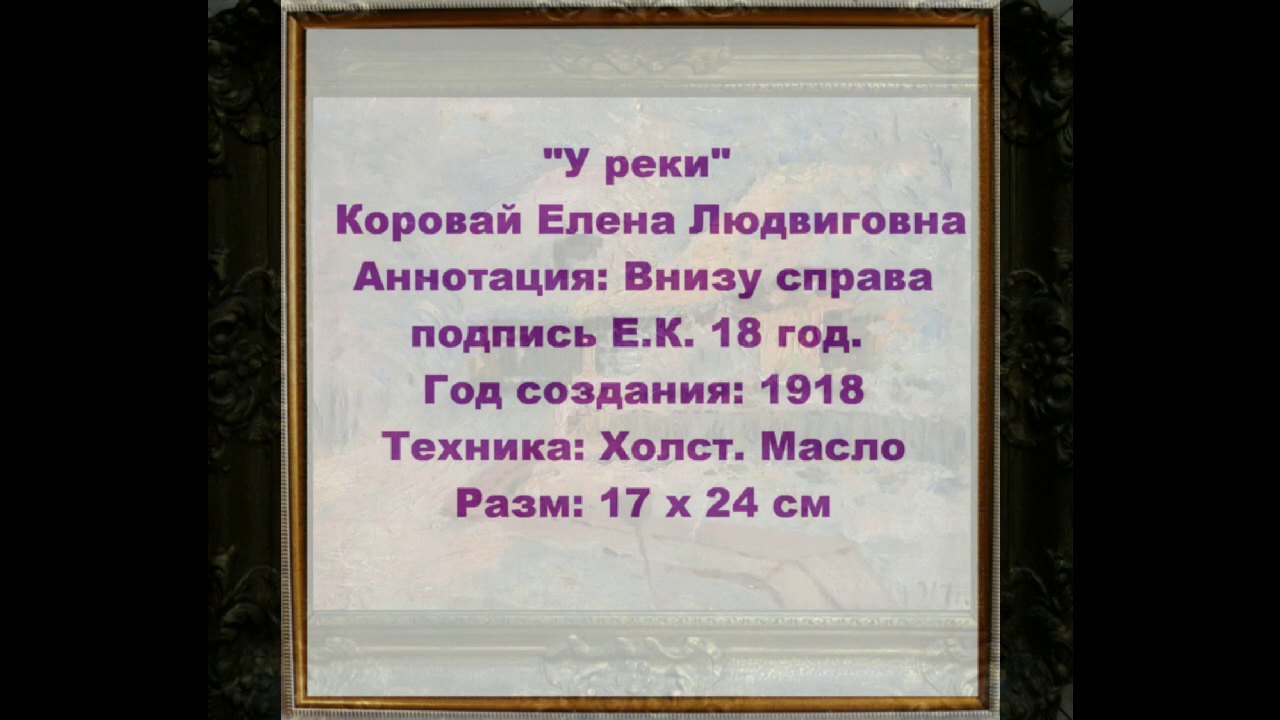 "У реки"
Коровай Елена Людвиговна
Аннотация: Внизу справа
подпись Е.К. 18 год.
Год создания: 1918
Техника: Холст. Масло
Разм: 17 х 24 см